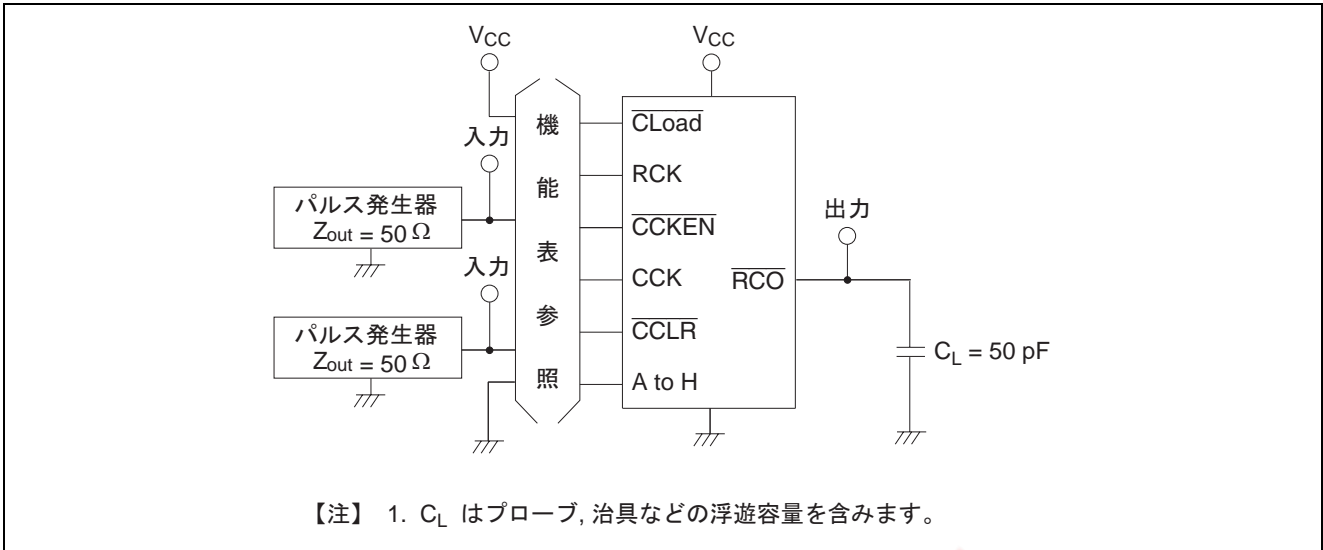 VCC
VCC
入力
パルス発生器
Zout = 50 Ω
入力
パルス発生器
Zout = 50 Ω
機
能
表
参
照
CLoad
RCK
CCKEN
CCK
CCLR
A to H
RCO
出力
CL = 50 pF
【注】 1. CL はプローブ, 治具などの浮遊容量を含みます。